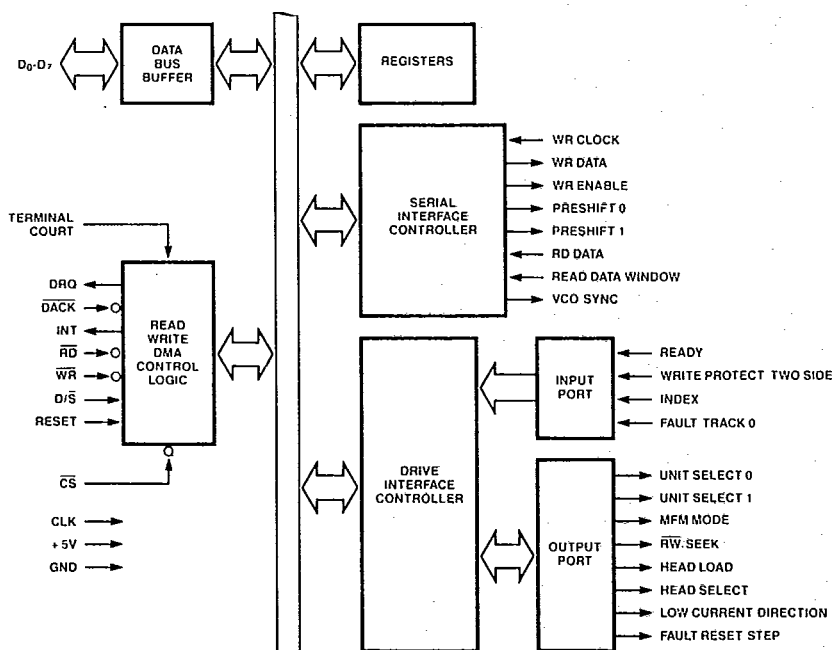 D₀-D₇
DATA
BUS
BUFFER
REGISTERS
TERMINAL
COURT
DRQ
DACK
INT
RD
WR
D/S
RESET
CS
CLK
+5V
GND
READ
WRITE
DMA
CONTROL
LOGIC
SERIAL
INTERFACE
CONTROLLER
WR CLOCK
WR DATA
WR ENABLE
PRESHIFT 0
PRESHIFT 1
RD DATA
READ DATA WINDOW
VCO SYNC
DRIVE
INTERFACE
CONTROLLER
INPUT
PORT
READY
WRITE PROTECT TWO SIDE
INDEX
FAULT TRACK 0
OUTPUT
PORT
UNIT SELECT 0
UNIT SELECT 1
MFM MODE
RW.SEEK
HEAD LOAD
HEAD SELECT
LOW CURRENT DIRECTION
FAULT RESET STEP